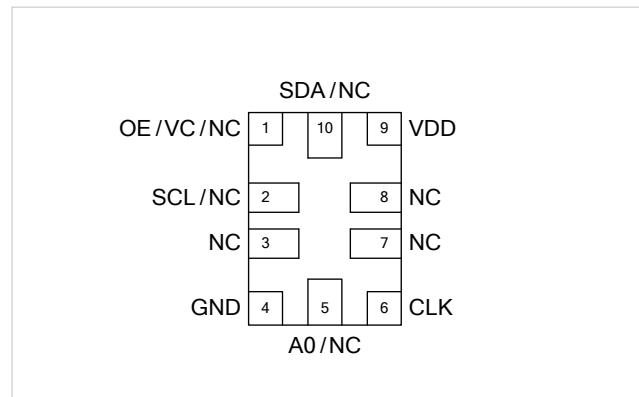 SDA/NC
OE/VC/NC 1 10 9 VDD
SCL/NC 2 8 NC
NC 3 7 NC
GND 4 5 6 CLK
A0/NC